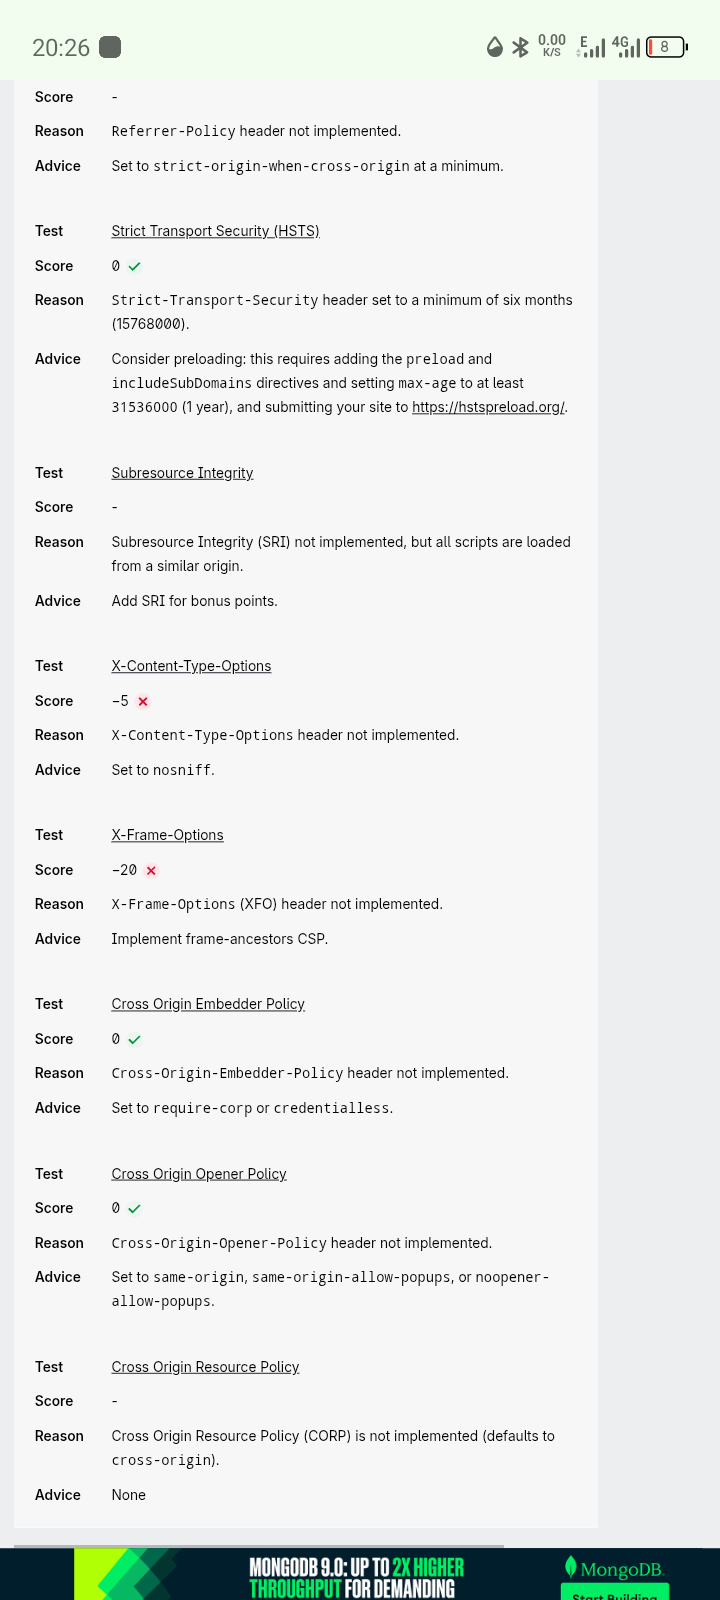 20:26
0.00
K/S
E
4G
8
Score -
Reason Referrer-Policy header not implemented.
Advice Set to strict-origin-when-cross-origin at a minimum.
Test Strict Transport Security (HSTS)
Score 0
Reason Strict-Transport-Security header set to a minimum of six months
(15768000).
Advice Consider preloading: this requires adding the preload and
includeSubDomains directives and setting max-age to at least
31536000 (1 year), and submitting your site to https://hstspreload.org/.
Test Subresource Integrity
Score -
Reason Subresource Integrity (SRI) not implemented, but all scripts are loaded
from a similar origin.
Advice Add SRI for bonus points.
Test X-Content-Type-Options
Score −5
Reason X-Content-Type-Options header not implemented.
Advice Set to nosniff.
Test X-Frame-Options
Score −20
Reason X-Frame-Options (XFO) header not implemented.
Advice Implement frame-ancestors CSP.
Test Cross Origin Embedder Policy
Score 0
Reason Cross-Origin-Embedder-Policy header not implemented.
Advice Set to require-corp or credentialless.
Test Cross Origin Opener Policy
Score 0
Reason Cross-Origin-Opener-Policy header not implemented.
Advice Set to same-origin, same-origin-allow-popups, or noopener-
allow-popups.
Test Cross Origin Resource Policy
Score -
Reason Cross Origin Resource Policy (CORP) is not implemented (defaults to
cross-origin).
Advice None
MONGODB 9.0: UP TO 2X HIGHER
THROUGHPUT FOR DEMANDING
MongoDB.
Start Building